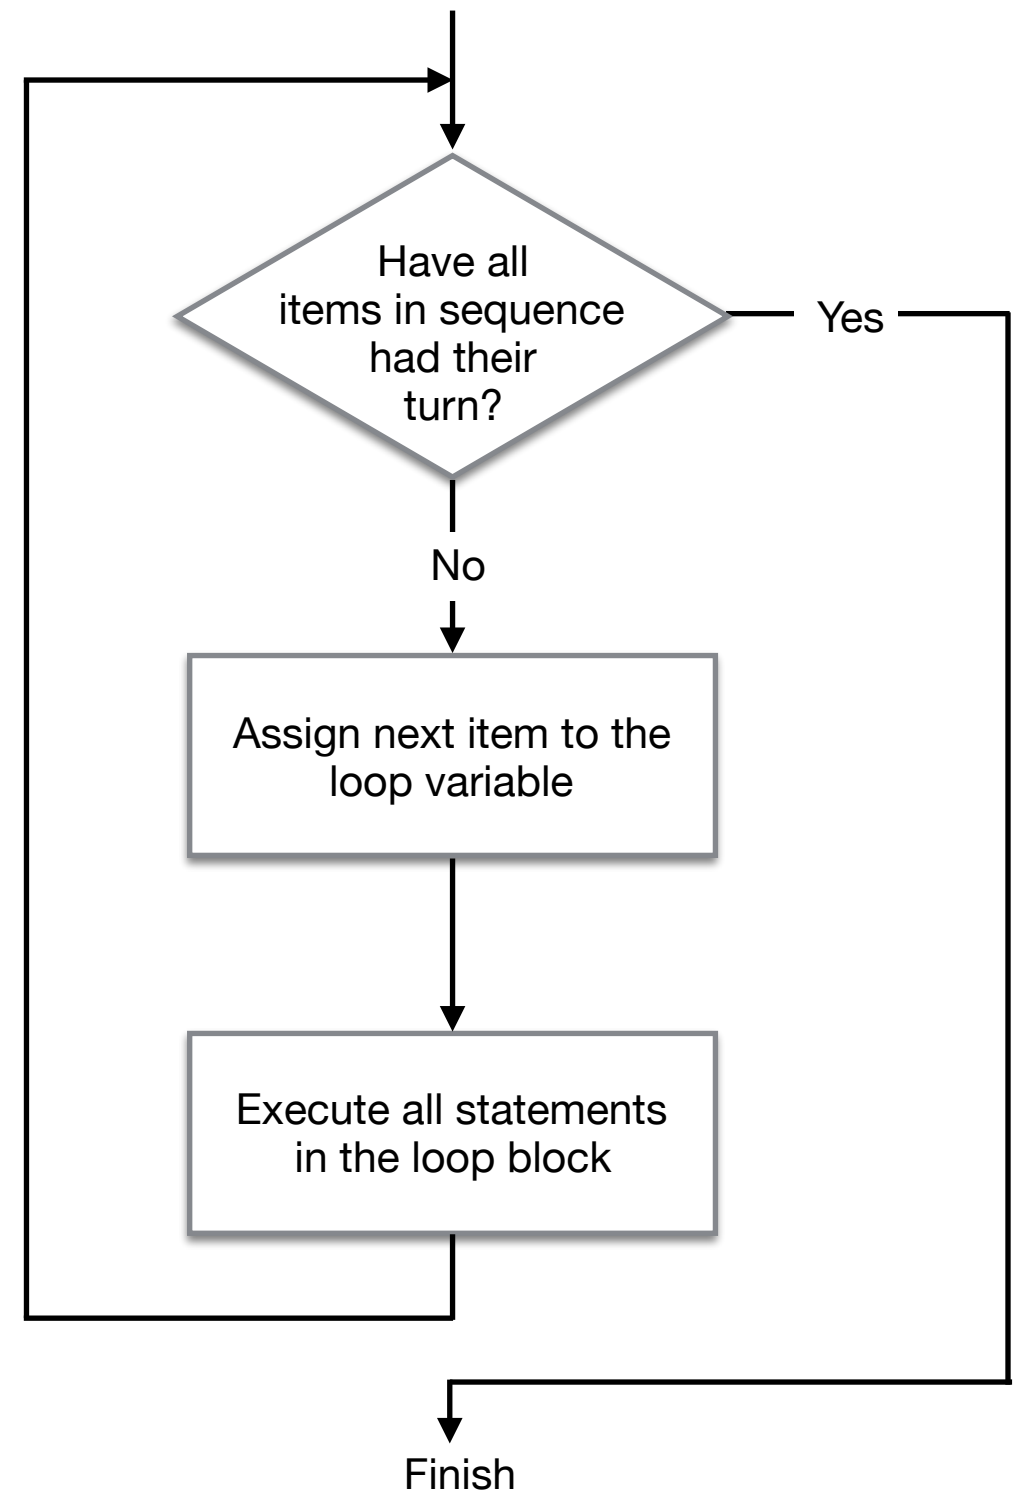 Have all
items in sequence
had their
turn?
Yes
No
Assign next item to the
loop variable
Execute all statements
in the loop block
Finish